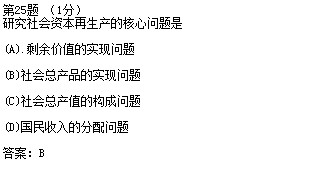 第25题 （1分）
研究社会资本再生产的核心问题是
(A).剩余价值的实现问题
(B)社会总产品的实现问题
(C)社会总产值的构成问题
(D)国民收入的分配问题
答案：B